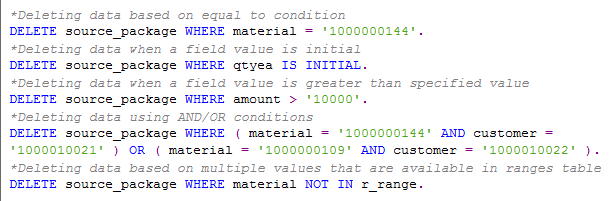 *Deleting data based on equal to condition
DELETE source_package WHERE material = '1000000144'.
*Deleting data when a field value is initial
DELETE source_package WHERE qtyea IS INITIAL.
*Deleting data when a field value is greater than specified value
DELETE source_package WHERE amount > '10000'.
*Deleting data using AND/OR conditions
DELETE source_package WHERE ( material = '1000000144' AND customer =
'1000010021' ) OR ( material = '1000000109' AND customer = '1000010022' ).
*Deleting data based on multiple values that are available in ranges table
DELETE source_package WHERE material NOT IN r_range.